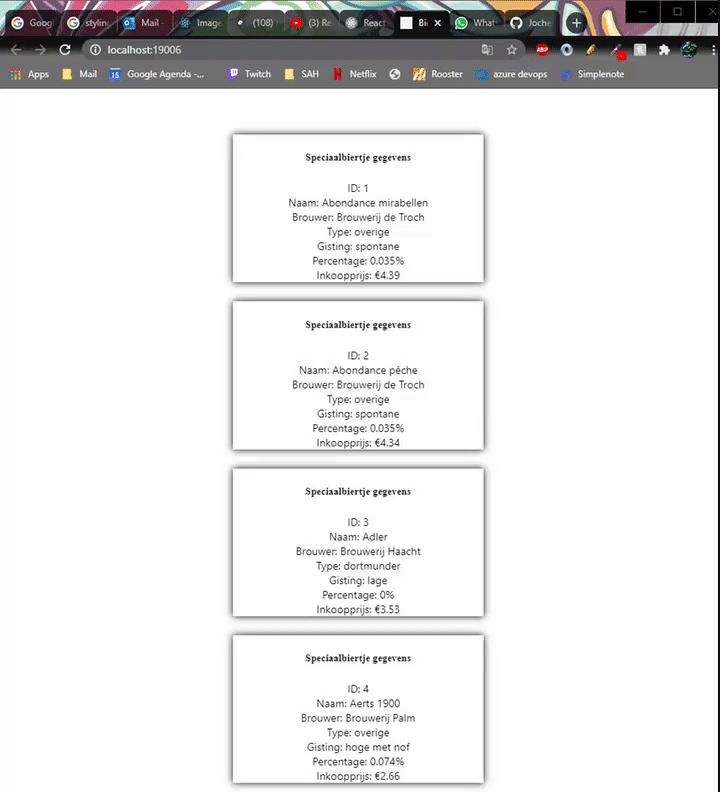 Goog
stylin
Mail -
Image
(108)
(3) Re
React
Bi
What
Joche
localhost:19006
Apps
Mail
Google Agenda -...
Twitch
SAH
Netflix
Rooster
azure devops
Simplenote
Speciaalbiertje gegevens
ID: 1
Naam: Abondance mirabellen
Brouwer: Brouwerij de Troch
Type: overige
Gisting: spontane
Percentage: 0.035%
Inkoopprijs: €4.39
Speciaalbiertje gegevens
ID: 2
Naam: Abondance pêche
Brouwer: Brouwerij de Troch
Type: overige
Gisting: spontane
Percentage: 0.035%
Inkoopprijs: €4.34
Speciaalbiertje gegevens
ID: 3
Naam: Adler
Brouwer: Brouwerij Haacht
Type: dortmunder
Gisting: lage
Percentage: 0%
Inkoopprijs: €3.53
Speciaalbiertje gegevens
ID: 4
Naam: Aerts 1900
Brouwer: Brouwerij Palm
Type: overige
Gisting: hoge met nof
Percentage: 0.074%
Inkoopprijs: €2.66